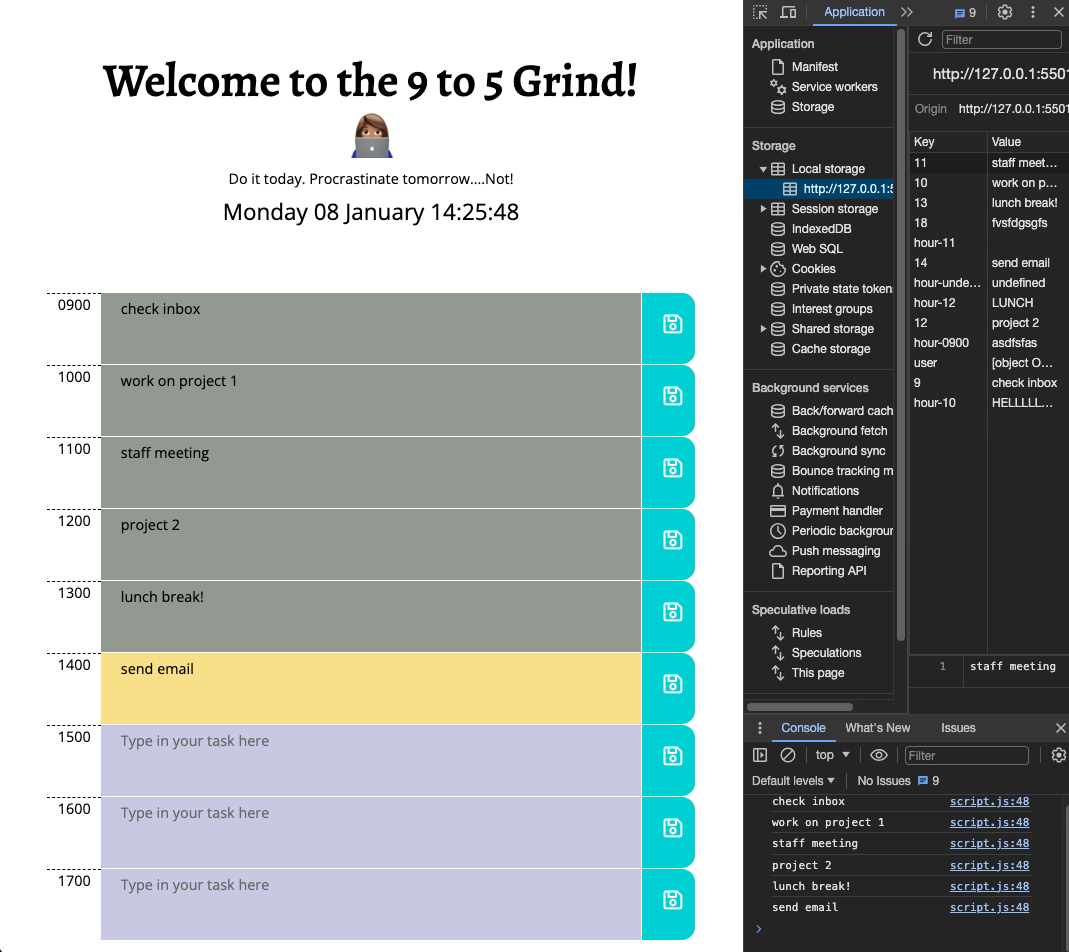 Welcome to the 9 to 5 Grind!
Do it today. Procrastinate tomorrow....Not!
Monday 08 January 14:25:48
0900 check inbox
1000 work on project 1
1100 staff meeting
1200 project 2
1300 lunch break!
1400 send email
1500 Type in your task here
1600 Type in your task here
1700 Type in your task here
Application 9
Application
Manifest
Service workers
Storage
Storage
Local storage
http://127.0.0.1:5
Session storage
IndexedDB
Web SQL
Cookies
Private state token
Interest groups
Shared storage
Cache storage
Background services
Back/forward cach
Background fetch
Background sync
Bounce tracking m
Notifications
Payment handler
Periodic backgrour
Push messaging
Reporting API
Speculative loads
Rules
Speculations
This page
Filter
http://127.0.0.1:5501
Origin http://127.0.0.1:5501
Key Value
11 staff meet...
10 work on p...
13 lunch break!
18 fvsfdgsgfs
hour-11
14 send email
hour-unde... undefined
hour-12 LUNCH
12 project 2
hour-0900 asdfsfas
user [object O...
9 check inbox
hour-10 HELLLLL...
1 staff meeting
Console What's New Issues
top Filter
Default levels No Issues 9
check inbox script.js:48
work on project 1 script.js:48
staff meeting script.js:48
project 2 script.js:48
lunch break! script.js:48
send email script.js:48